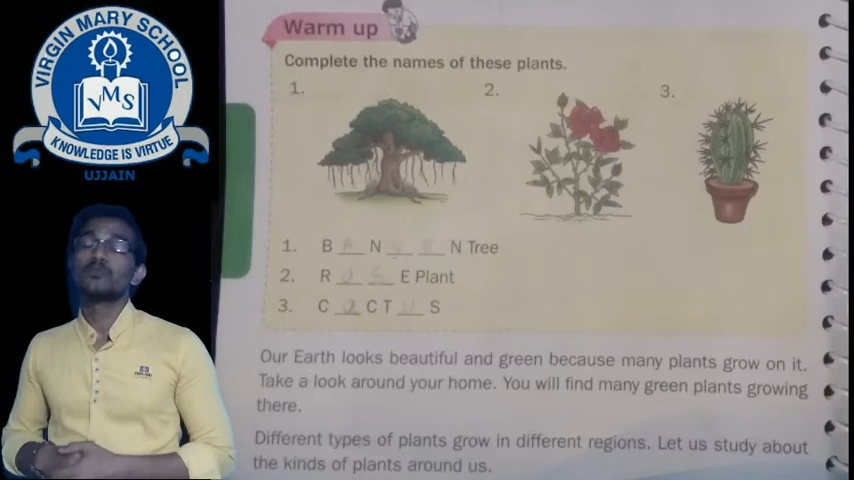 VIRGIN MARY SCHOOL
VMS
KNOWLEDGE IS VIRTUE
UJJAIN
Warm up
Complete the names of these plants.
1.
2.
3.
1. B A N y a N Tree
2. R o s E Plant
3. C a C T u S
Our Earth looks beautiful and green because many plants grow on it.
Take a look around your home. You will find many green plants growing
there.
Different types of plants grow in different regions. Let us study about
the kinds of plants around us.